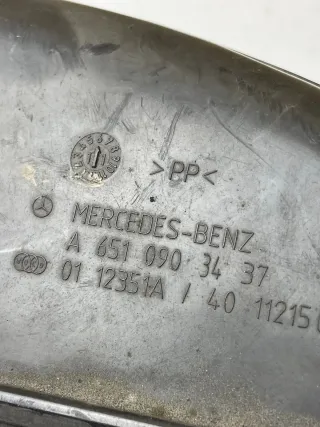 >PP<
MERCEDES-BENZ
A 651 090 34 37
01 12351A / 40 11215